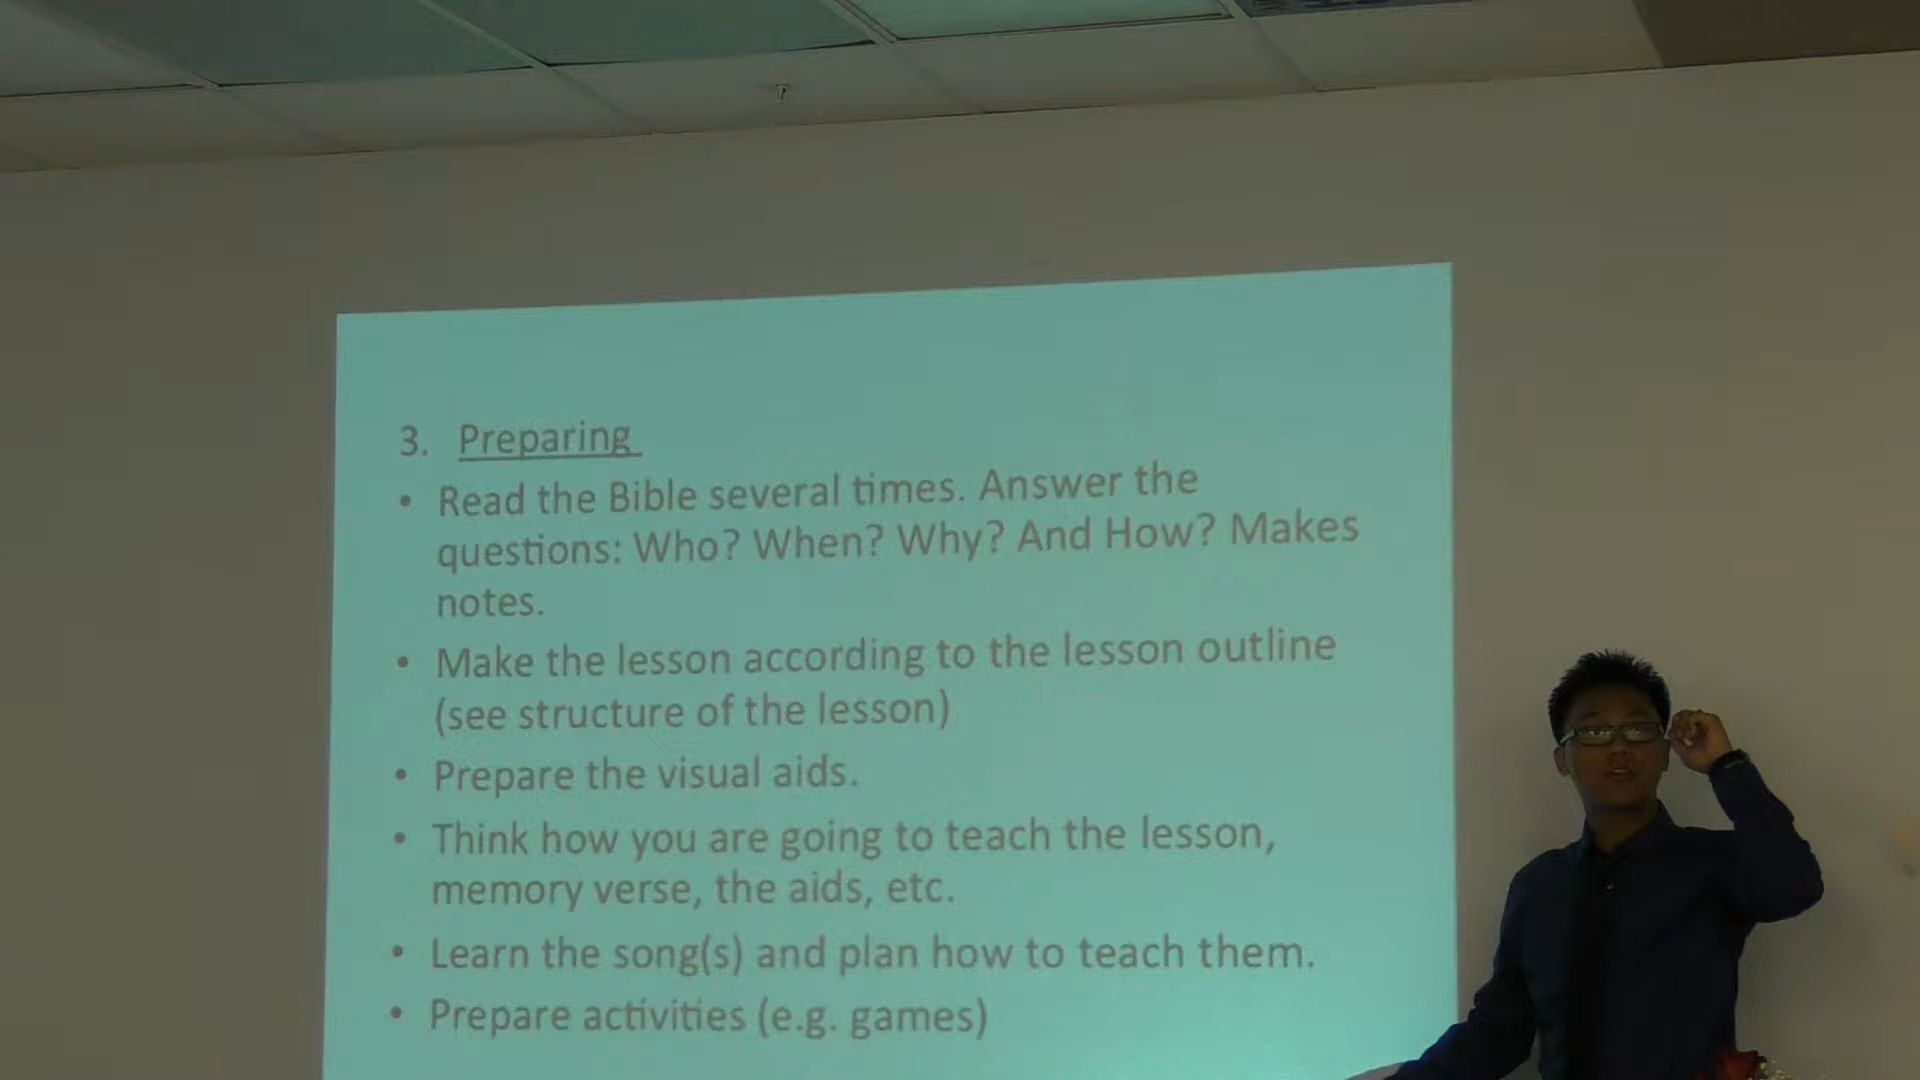 3. Preparing
• Read the Bible several times. Answer the
questions: Who? When? Why? And How? Makes
notes.
• Make the lesson according to the lesson outline
(see structure of the lesson)
• Prepare the visual aids.
• Think how you are going to teach the lesson,
memory verse, the aids, etc.
• Learn the song(s) and plan how to teach them.
• Prepare activities (e.g. games)